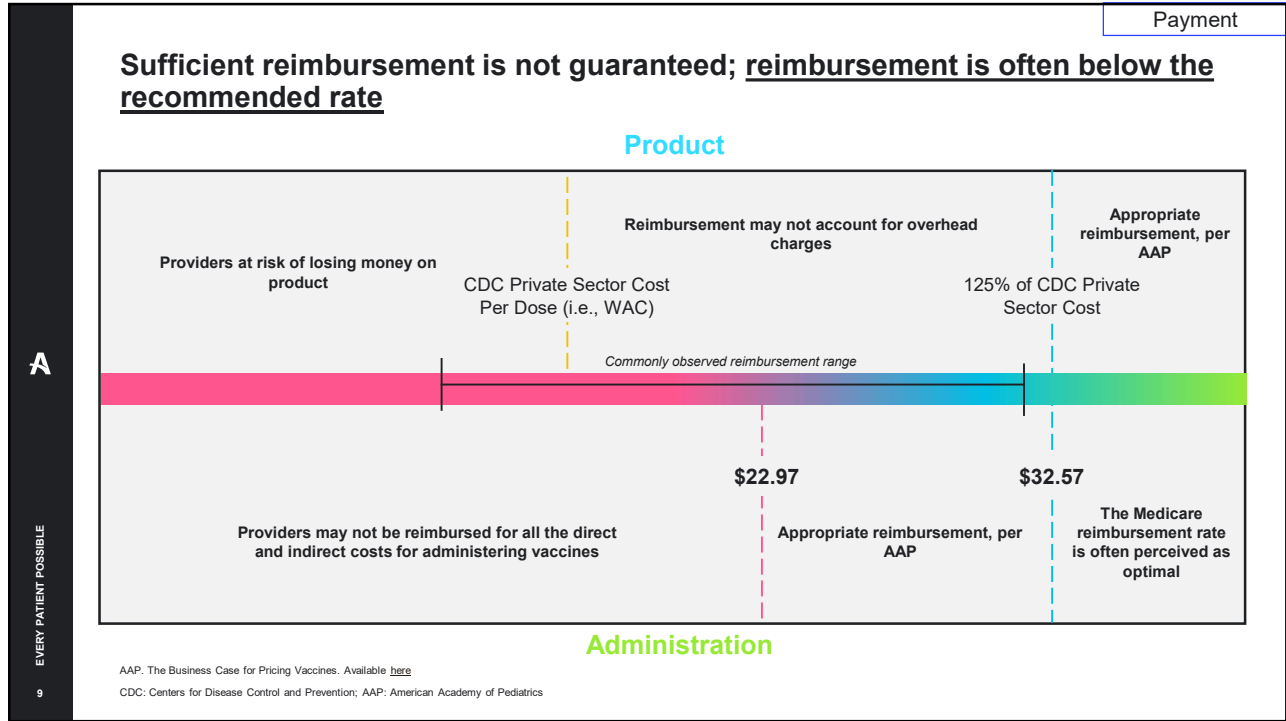 Payment
Sufficient reimbursement is not guaranteed; reimbursement is often below the
recommended rate
Product
Providers at risk of losing money on
product
CDC Private Sector Cost
Per Dose (i.e., WAC)
Reimbursement may not account for overhead
charges
125% of CDC Private
Sector Cost
Appropriate
reimbursement, per
AAP
Commonly observed reimbursement range
$22.97
$32.57
Providers may not be reimbursed for all the direct
and indirect costs for administering vaccines
Appropriate reimbursement, per
AAP
The Medicare
reimbursement rate
is often perceived as
optimal
Administration
AAP. The Business Case for Pricing Vaccines. Available here
CDC: Centers for Disease Control and Prevention; AAP: American Academy of Pediatrics
EVERY PATIENT POSSIBLE
9